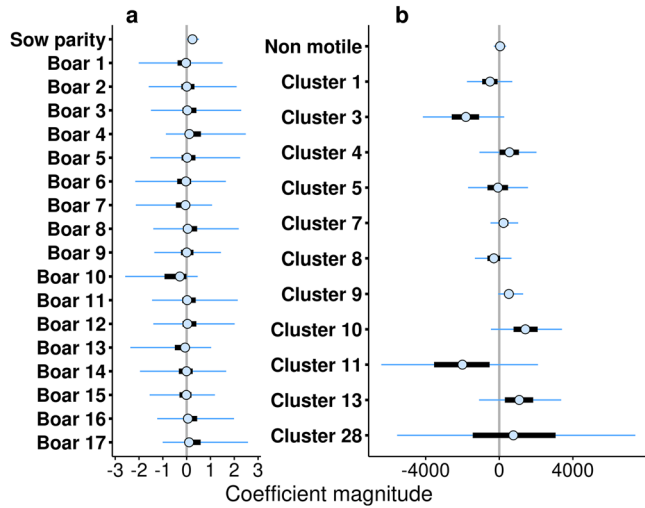 a
Sow parity
Boar 1
Boar 2
Boar 3
Boar 4
Boar 5
Boar 6
Boar 7
Boar 8
Boar 9
Boar 10
Boar 11
Boar 12
Boar 13
Boar 14
Boar 15
Boar 16
Boar 17
-3 -2 -1 0 1 2 3
b
Non motile
Cluster 1
Cluster 3
Cluster 4
Cluster 5
Cluster 7
Cluster 8
Cluster 9
Cluster 10
Cluster 11
Cluster 13
Cluster 28
-4000 0 4000
Coefficient magnitude